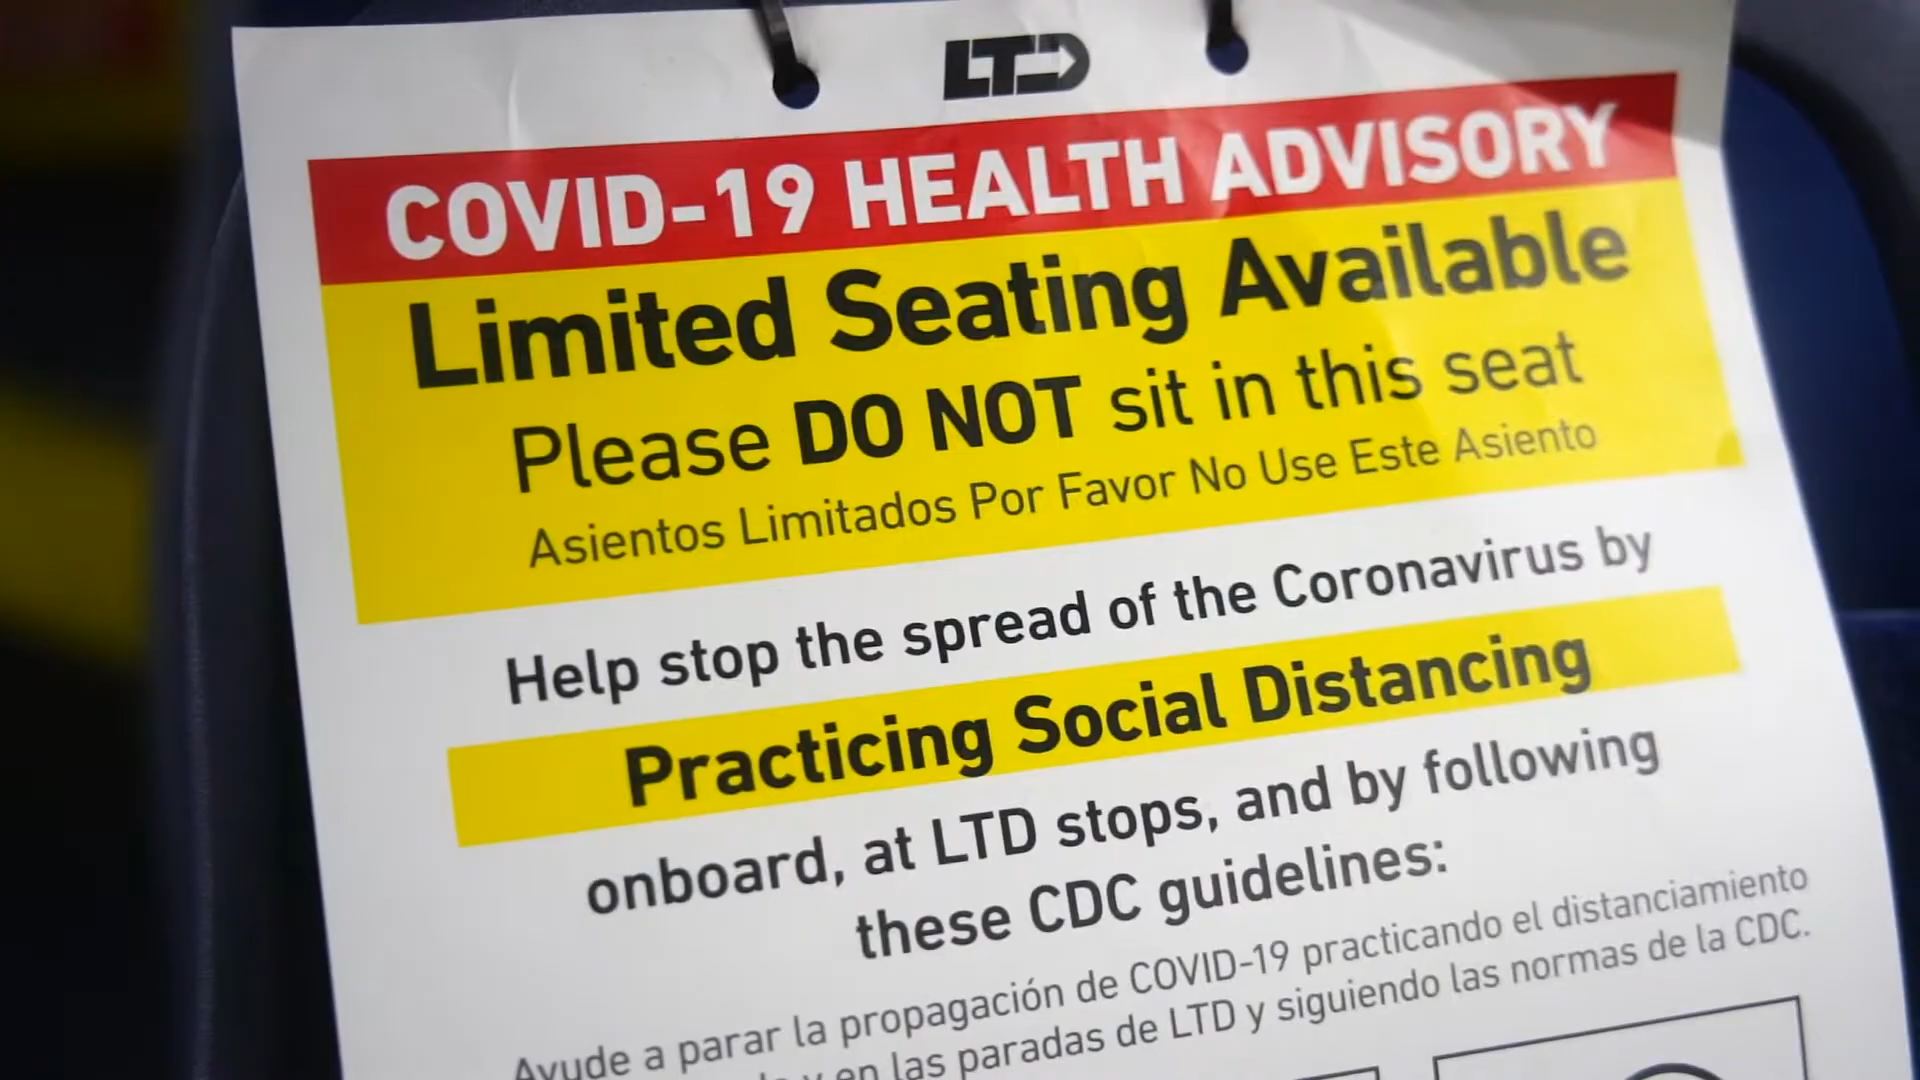 LTD
COVID-19 HEALTH ADVISORY
Limited Seating Available
Please DO NOT sit in this seat
Asientos Limitados Por Favor No Use Este Asiento
Help stop the spread of the Coronavirus by
Practicing Social Distancing
onboard, at LTD stops, and by following
these CDC guidelines:
Ayude a parar la propagación de COVID-19 practicando el distanciamiento
y en las paradas de LTD y siguiendo las normas de la CDC.